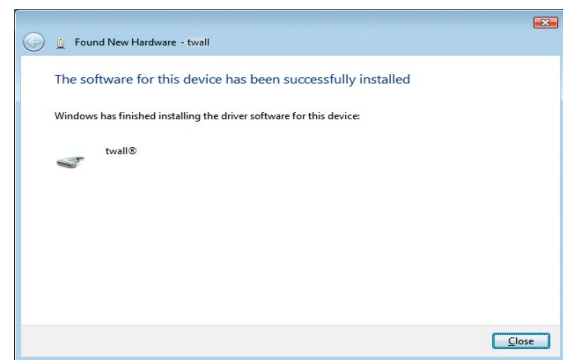 Found New Hardware - twall
The software for this device has been successfully installed
Windows has finished installing the driver software for this device:
twall®
Close